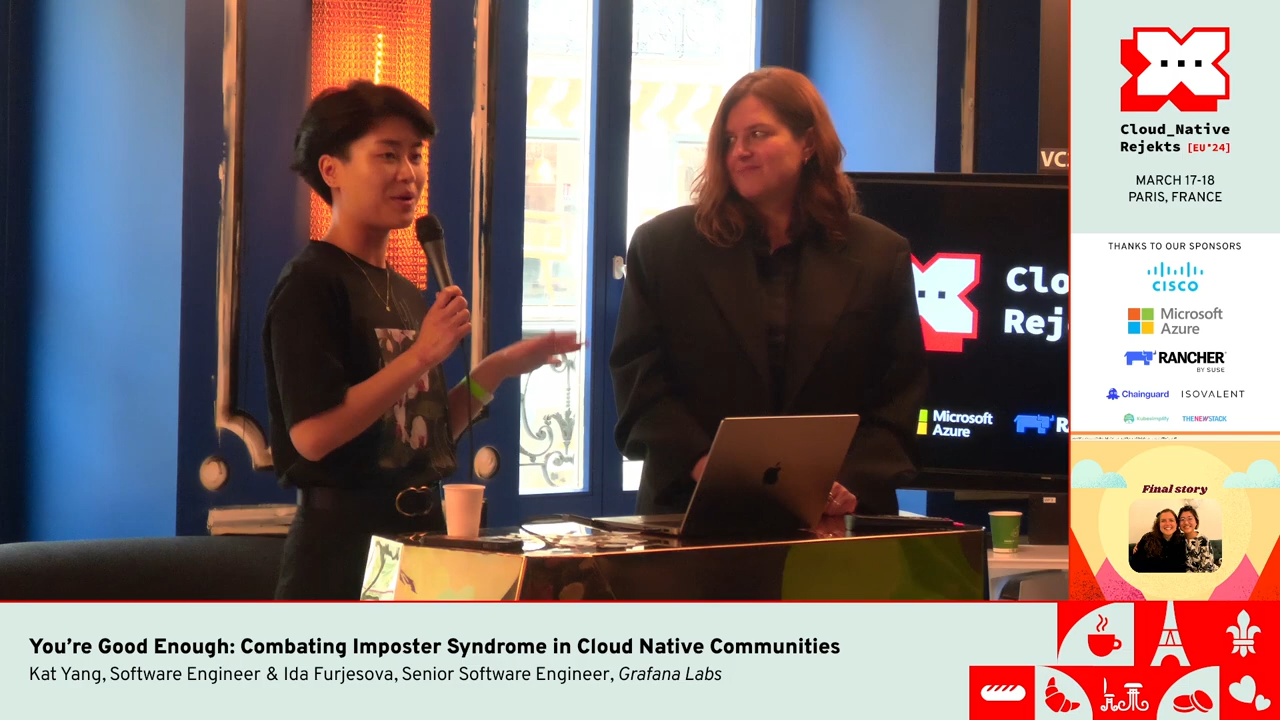 VC
Clo
Rej
Microsoft
Azure
R
Cloud_Native
Rejekts [EU*24]
MARCH 17-18
PARIS, FRANCE
THANKS TO OUR SPONSORS
CISCO
Microsoft
Azure
RANCHER
BY SUSE
Chainguard
ISOVALENT
kubesimplify
THENEWSTACK
Final story
You're Good Enough: Combating Imposter Syndrome in Cloud Native Communities
Kat Yang, Software Engineer & Ida Furjesova, Senior Software Engineer, Grafana Labs